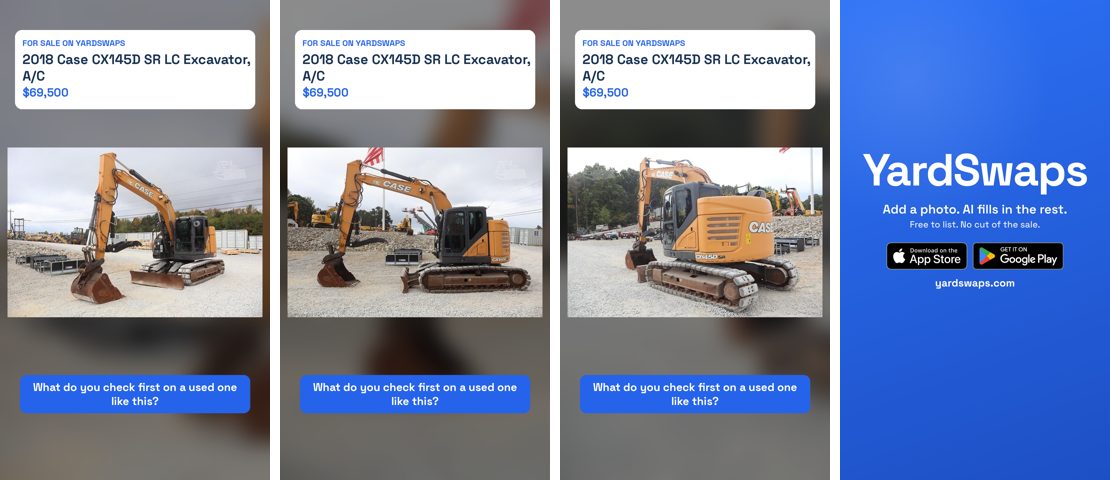 FOR SALE ON YARDSWAPS
2018 Case CX145D SR LC Excavator,
A/C
$69,500
CASE
What do you check first on a used one
like this?
FOR SALE ON YARDSWAPS
2018 Case CX145D SR LC Excavator,
A/C
$69,500
CASE
What do you check first on a used one
like this?
FOR SALE ON YARDSWAPS
2018 Case CX145D SR LC Excavator,
A/C
$69,500
CASE
CASE
CX145D
What do you check first on a used one
like this?
YardSwaps
Add a photo. AI fills in the rest.
Free to list. No cut of the sale.
Download on the
App Store
GET IT ON
Google Play
yardswaps.com